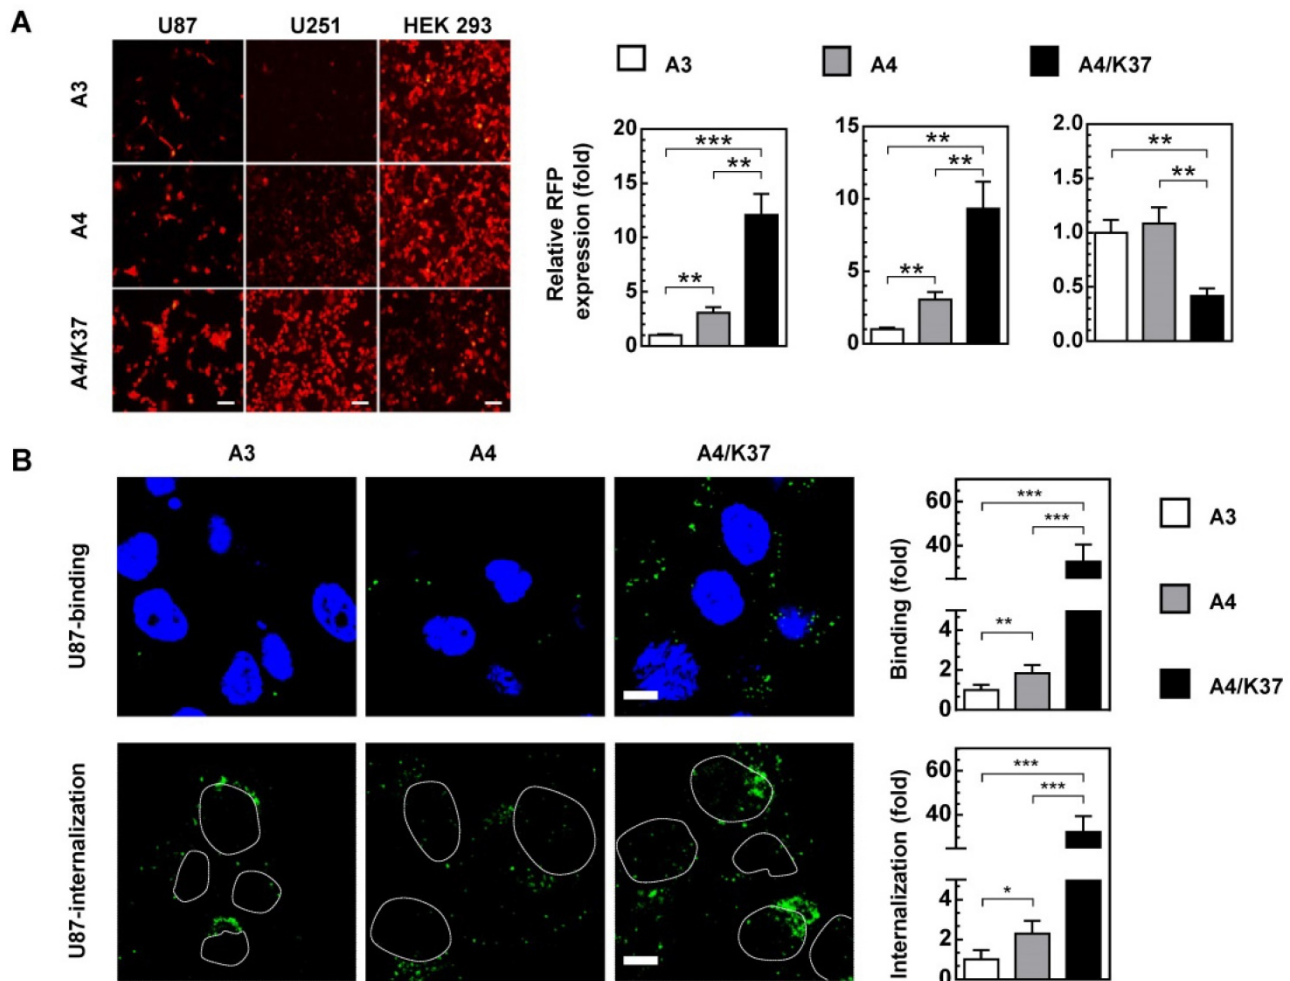 A
U87 U251 HEK 293
A3
A4
A4/K37
A3 A4 A4/K37
Relative RFP
expression (fold)
20
15
10
5
0
***
**
**
15
10
5
0
**
**
**
2.0
1.5
1.0
0.5
0.0
**
**
B
A3 A4 A4/K37
U87-binding
Binding (fold)
60
40
4
2
0
***
***
**
A3
A4
A4/K37
U87-internalization
Internalization (fold)
60
40
4
2
0
***
***
*